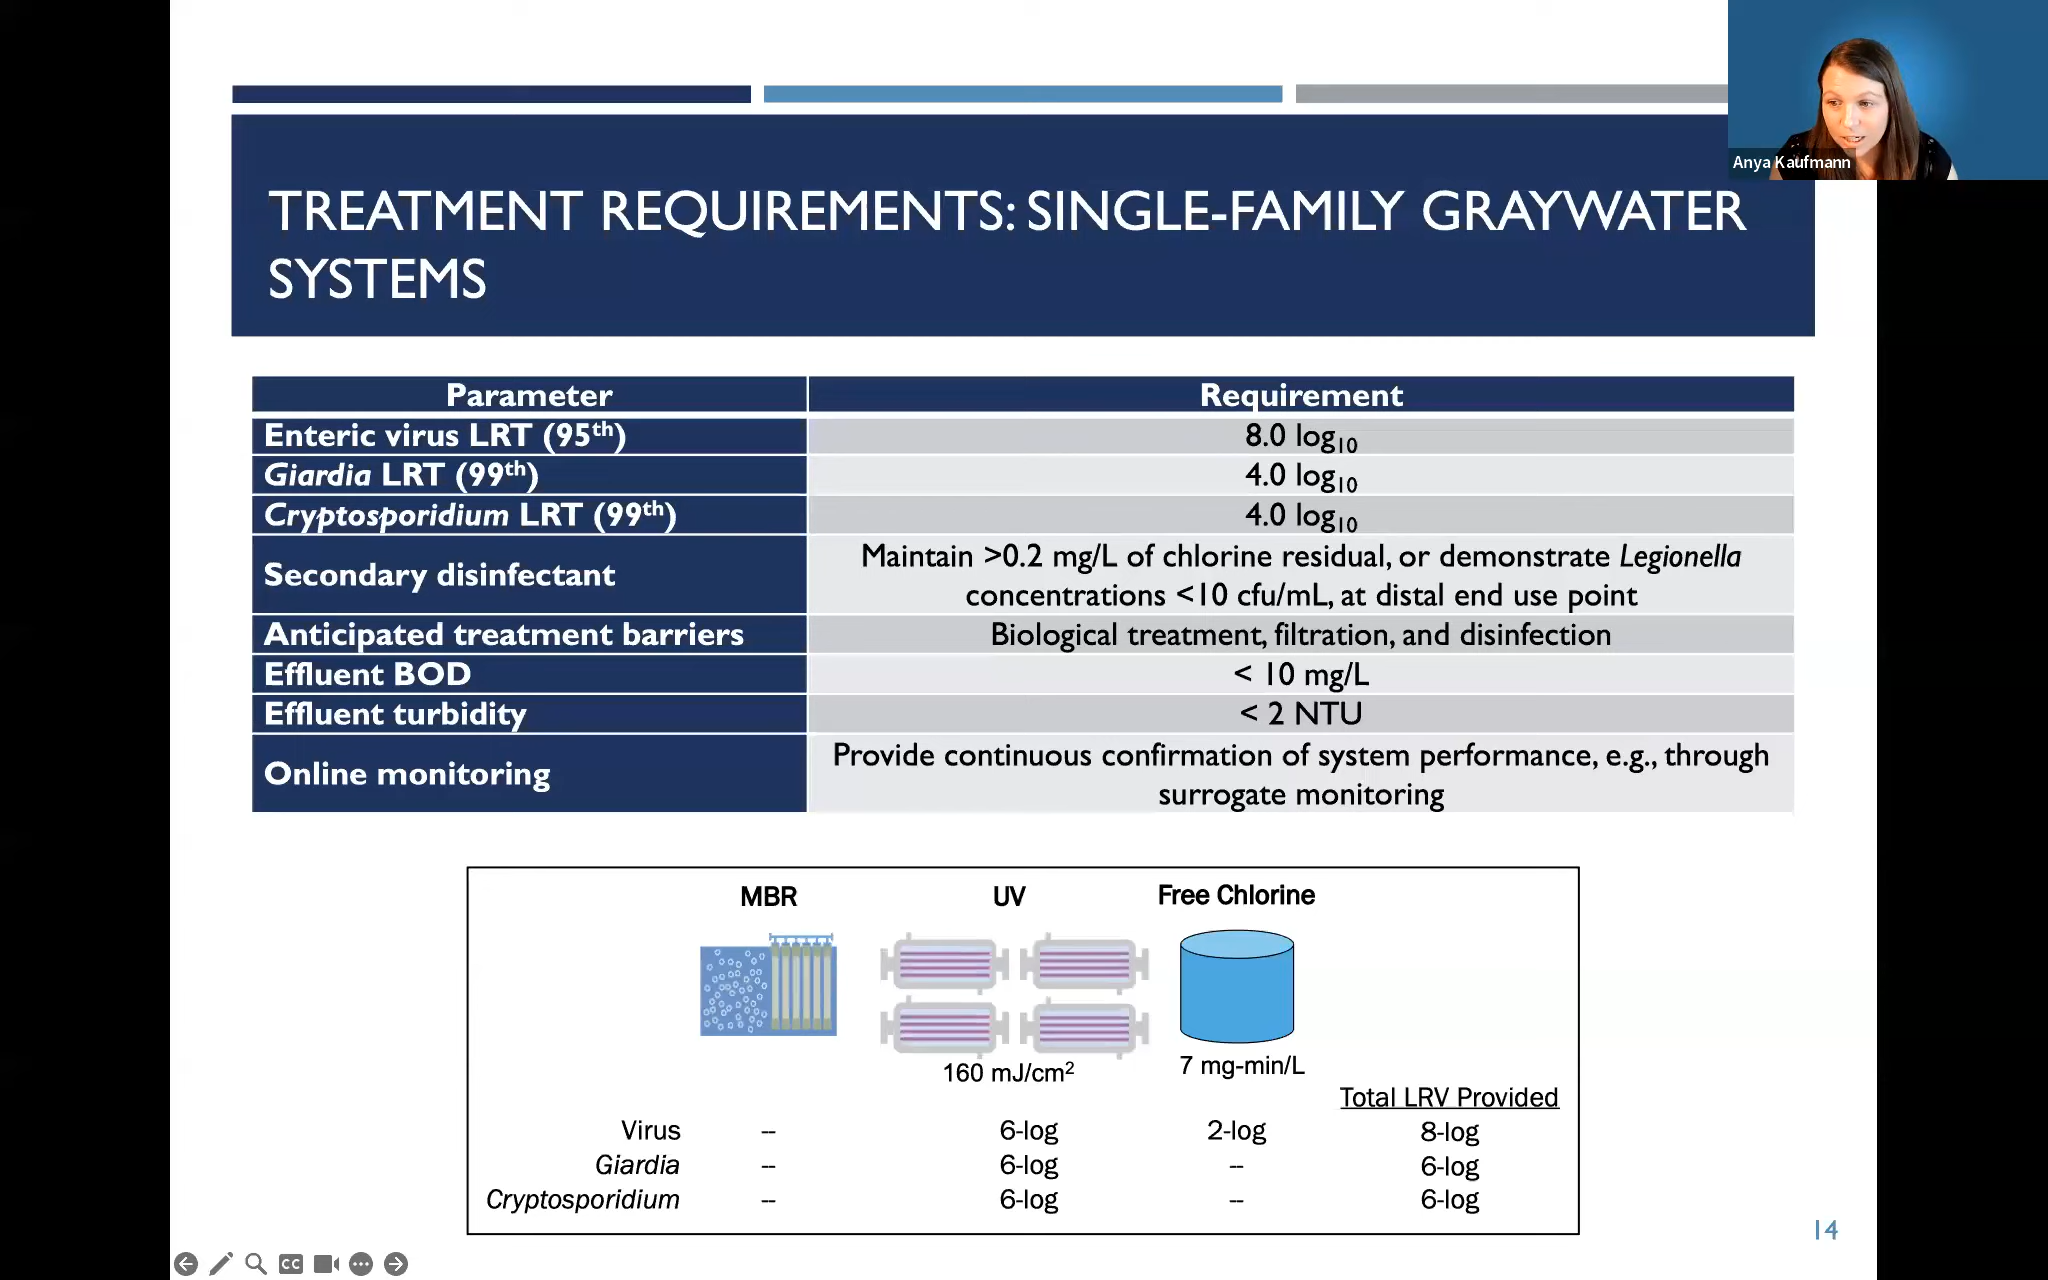 Anya Kaufmann
TREATMENT REQUIREMENTS: SINGLE-FAMILY GRAYWATER
SYSTEMS
Parameter Requirement
Enteric virus LRT (95th) 8.0 log10
Giardia LRT (99th) 4.0 log10
Cryptosporidium LRT (99th) 4.0 log10
Secondary disinfectant Maintain >0.2 mg/L of chlorine residual, or demonstrate Legionella
concentrations <10 cfu/mL, at distal end use point
Anticipated treatment barriers Biological treatment, filtration, and disinfection
Effluent BOD < 10 mg/L
Effluent turbidity < 2 NTU
Online monitoring Provide continuous confirmation of system performance, e.g., through
surrogate monitoring
MBR UV Free Chlorine
160 mJ/cm² 7 mg-min/L
Total LRV Provided
Virus -- 6-log 2-log 8-log
Giardia -- 6-log -- 6-log
Cryptosporidium -- 6-log -- 6-log
14
CC